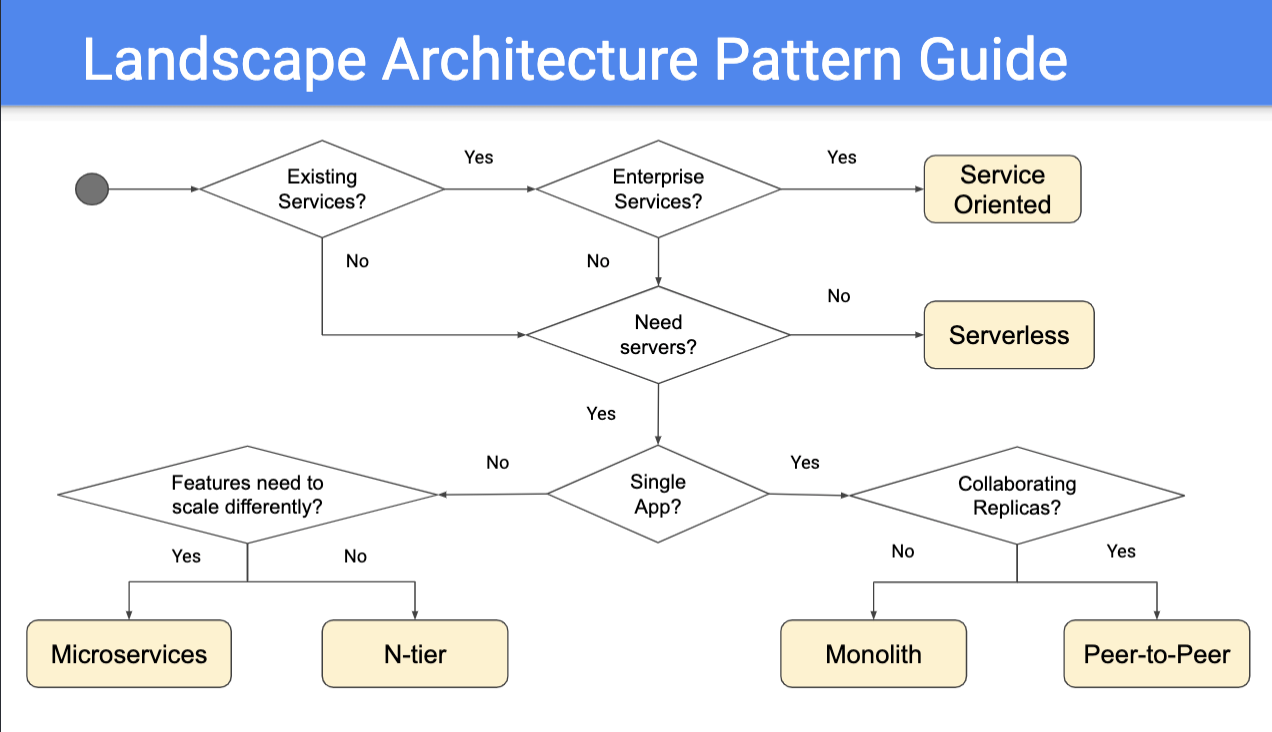 Landscape Architecture Pattern Guide
Existing
Services?
Yes
Enterprise
Services?
Yes
Service
Oriented
No
No
Need
servers?
No
Serverless
Yes
Features need to
scale differently?
No
Single
App?
Yes
Collaborating
Replicas?
Yes
No
No
Yes
Microservices
N-tier
Monolith
Peer-to-Peer